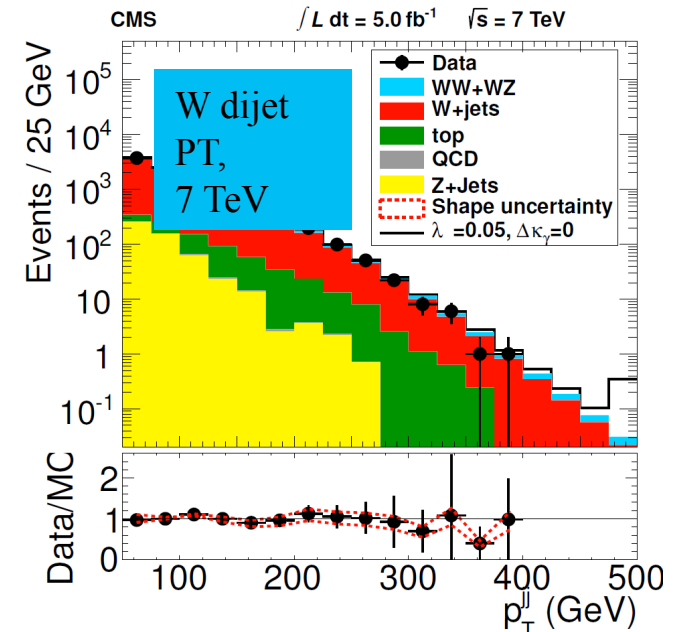 CMS ∫ L dt = 5.0 fb⁻¹ √s = 7 TeV
Events / 25 GeV
10⁵
10⁴
10³
10²
10
1
10⁻¹
W dijet
PT,
7 TeV
Data
WW+WZ
W+jets
top
QCD
Z+Jets
Shape uncertainty
λ =0.05, Δκᵧ=0
Data/MC
2
1
0
100 200 300 400 500
p_T^jj (GeV)